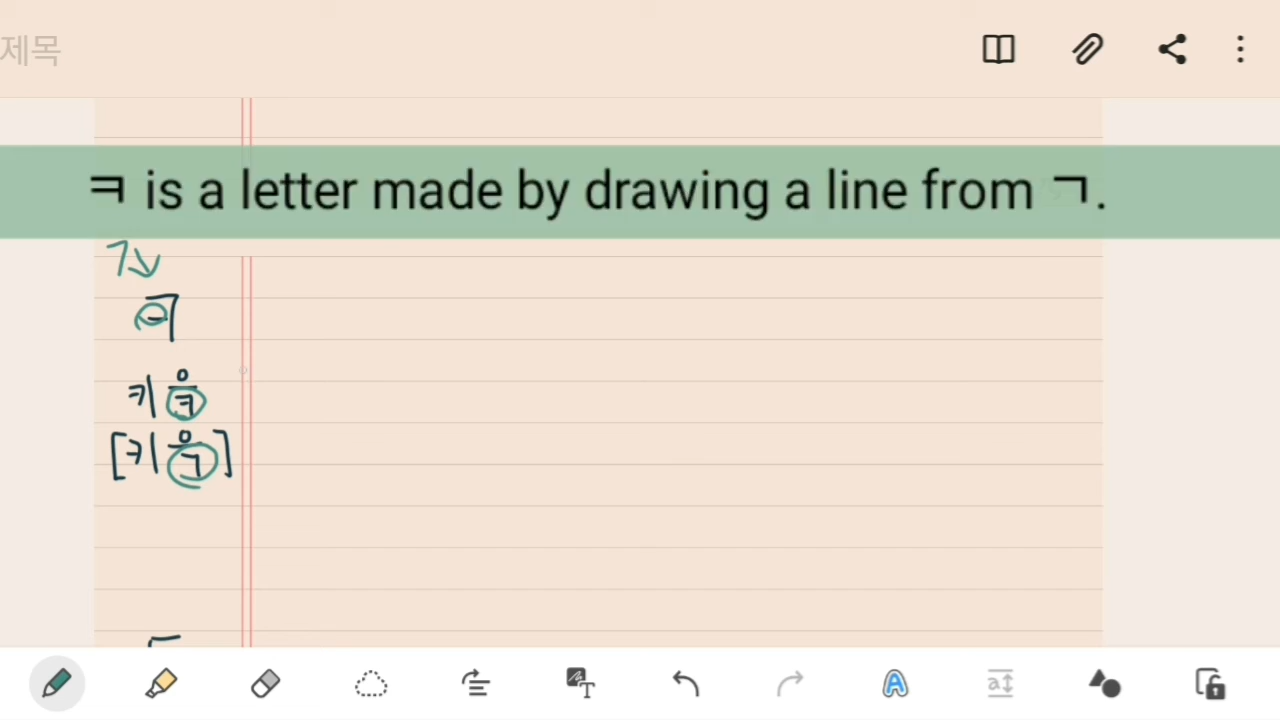 제목
ㅋ is a letter made by drawing a line from ㄱ.
ㄱ
ㅋ
키읔
[키윽]